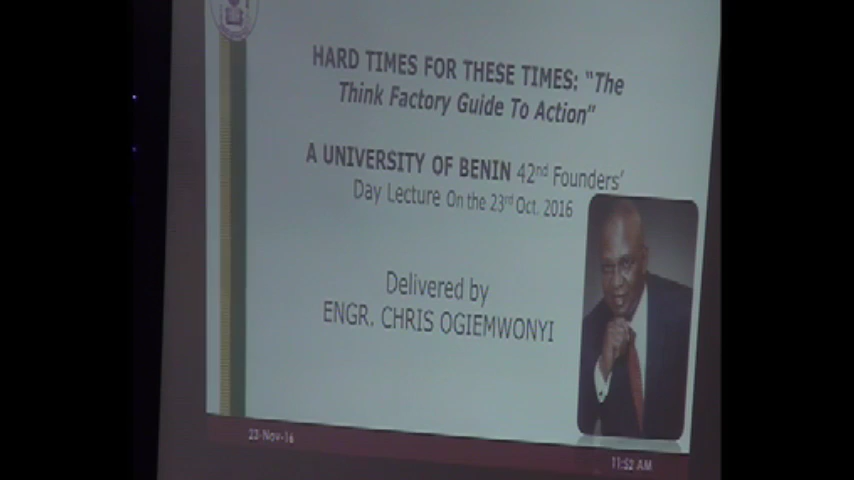 HARD TIMES FOR THESE TIMES: "The
Think Factory Guide To Action"
A UNIVERSITY OF BENIN 42nd Founders'
Day Lecture On the 23rd Oct. 2016
Delivered by
ENGR. CHRIS OGIEMWONYI
23-Nov-16
11:52 AM